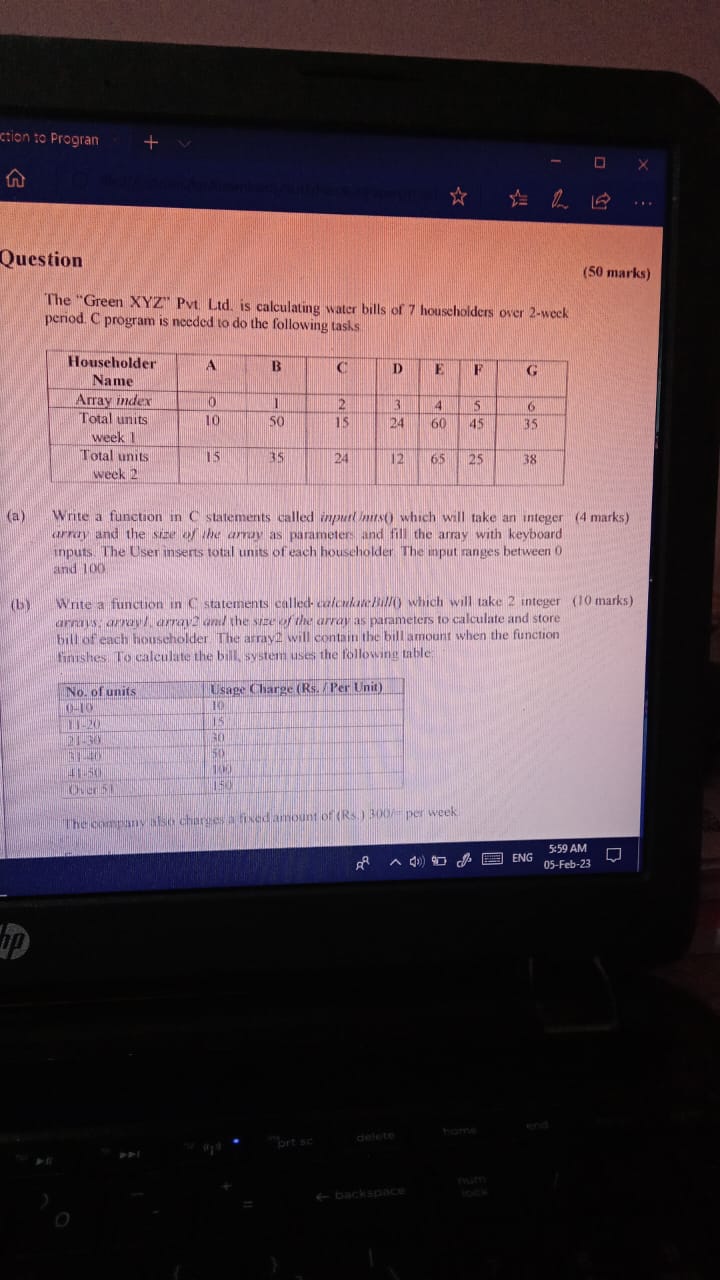 ction to Progran
Question
(50 marks)
The "Green XYZ" Pvt. Ltd. is calculating water bills of 7 householders over 2-week
period. C program is needed to do the following tasks
Householder Name A B C D E F G
Array index 0 1 2 3 4 5 6
Total units week 1 10 50 15 24 60 45 35
Total units week 2 15 35 24 12 65 25 38
(a) Write a function in C statements called inputUnits() which will take an integer (4 marks)
array and the size of the array as parameters and fill the array with keyboard
inputs. The User inserts total units of each householder. The input ranges between 0
and 100
(b) Write a function in C statements called calculateBill() which will take 2 integer (10 marks)
arrays: array1, array2 and the size of the array as parameters to calculate and store
bill of each householder. The array2 will contain the bill amount when the function
finishes. To calculate the bill, system uses the following table:
No. of units Usage Charge (Rs. / Per Unit)
0-10 10
11-20 15
21-30 30
31-40 50
41-50 100
Over 51 150
The company also charges a fixed amount of (Rs.) 300/= per week
ENG
5:59 AM
05-Feb-23
hp
prt sc
delete
home
end
backspace
num
lock